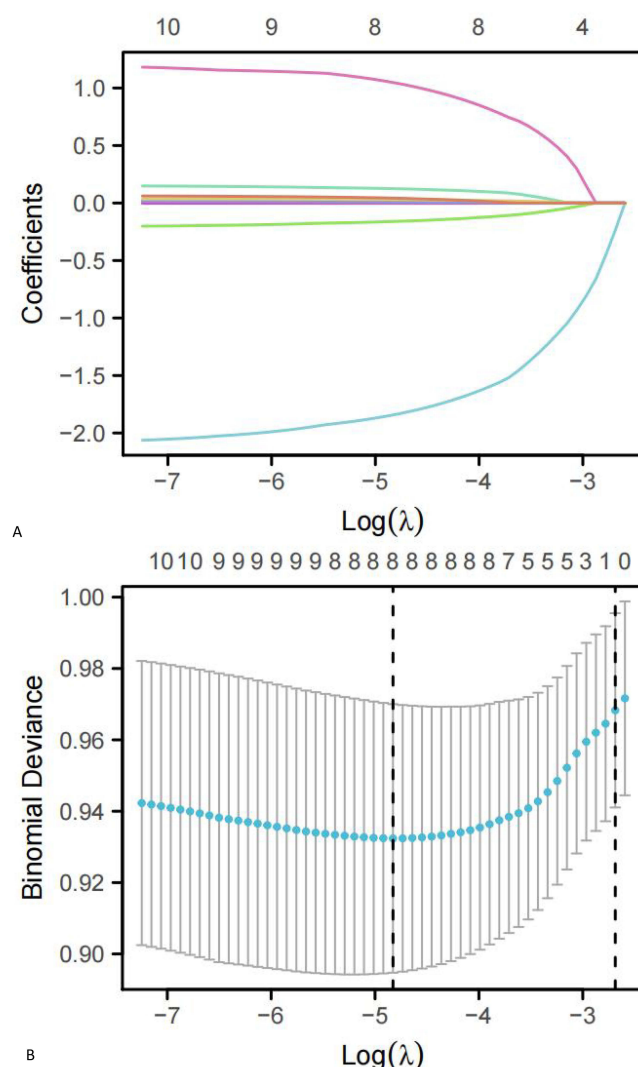 10 9 8 8 4
1.0
0.5
0.0
−0.5
−1.0
−1.5
−2.0
Coefficients
−7 −6 −5 −4 −3
Log(λ)
A
10 10 9 9 9 9 9 9 8 8 8 8 8 8 8 8 8 7 5 5 5 3 1 0
1.00
0.98
0.96
0.94
0.92
0.90
Binomial Deviance
−7 −6 −5 −4 −3
Log(λ)
B